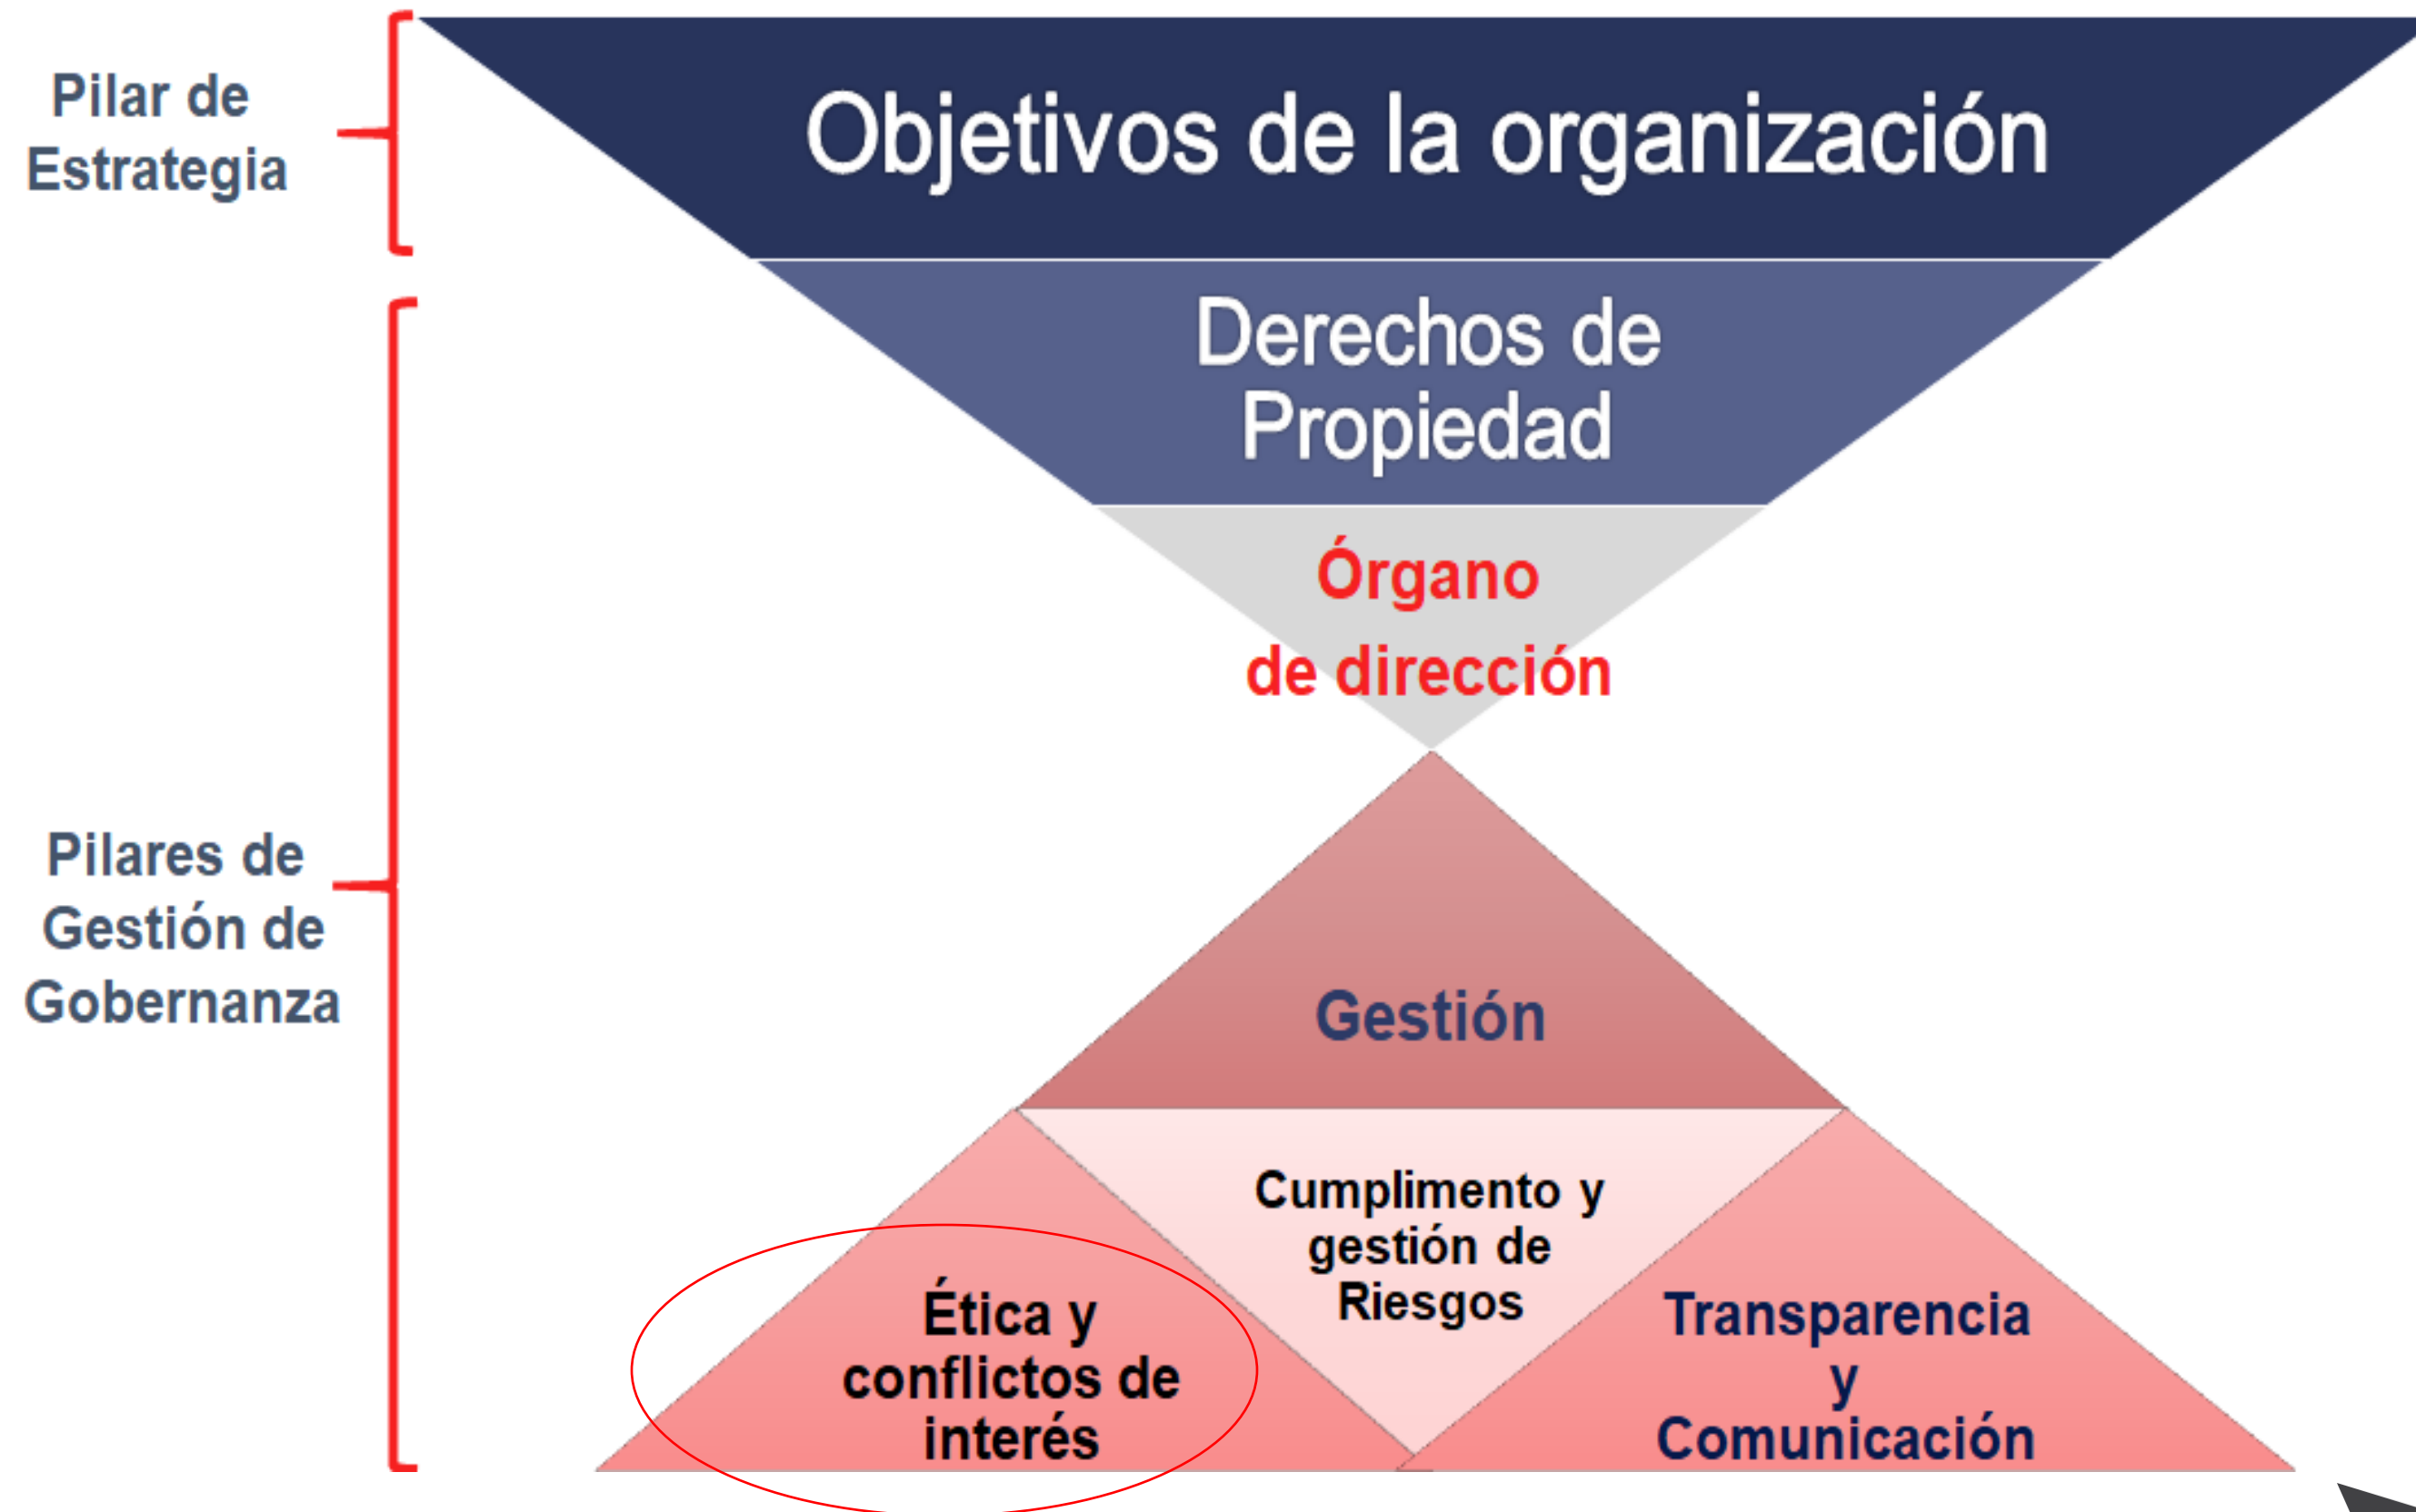 Pilar de
Estrategia
Objetivos de la organización
Derechos de
Propiedad
Órgano
de dirección
Pilares de
Gestión de
Gobernanza
Gestión
Cumplimento y
gestión de
Riesgos
Ética y
conflictos de
interés
Transparencia
y
Comunicación